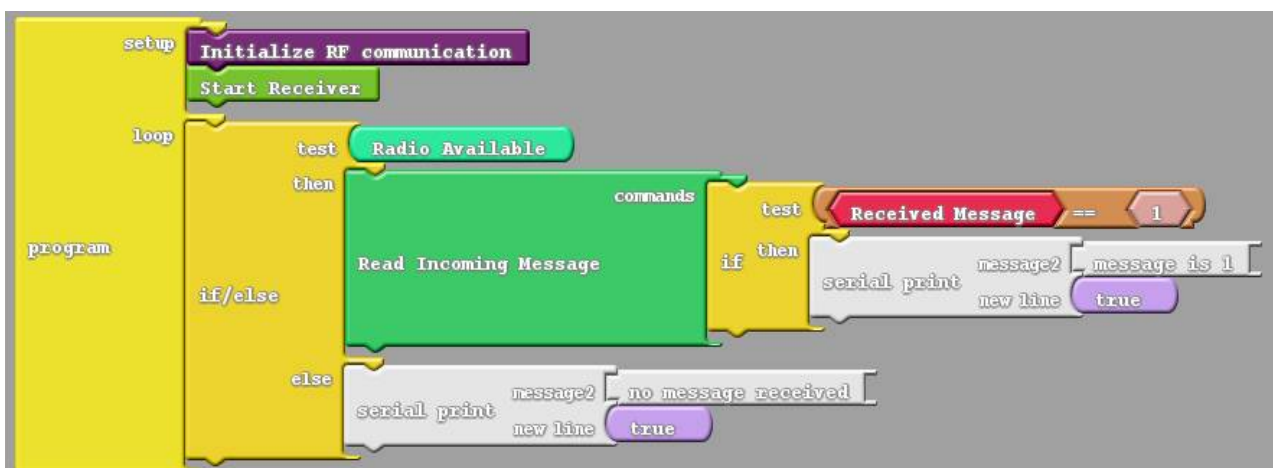 setup
Initialize RF communication
Start Receiver
loop
test
Radio Available
then
commands
test
Received Message == 1
program
Read Incoming Message
if
then
message2
message is 1
if/else
serial print
new line
true
else
message2
no message received
serial print
new line
true